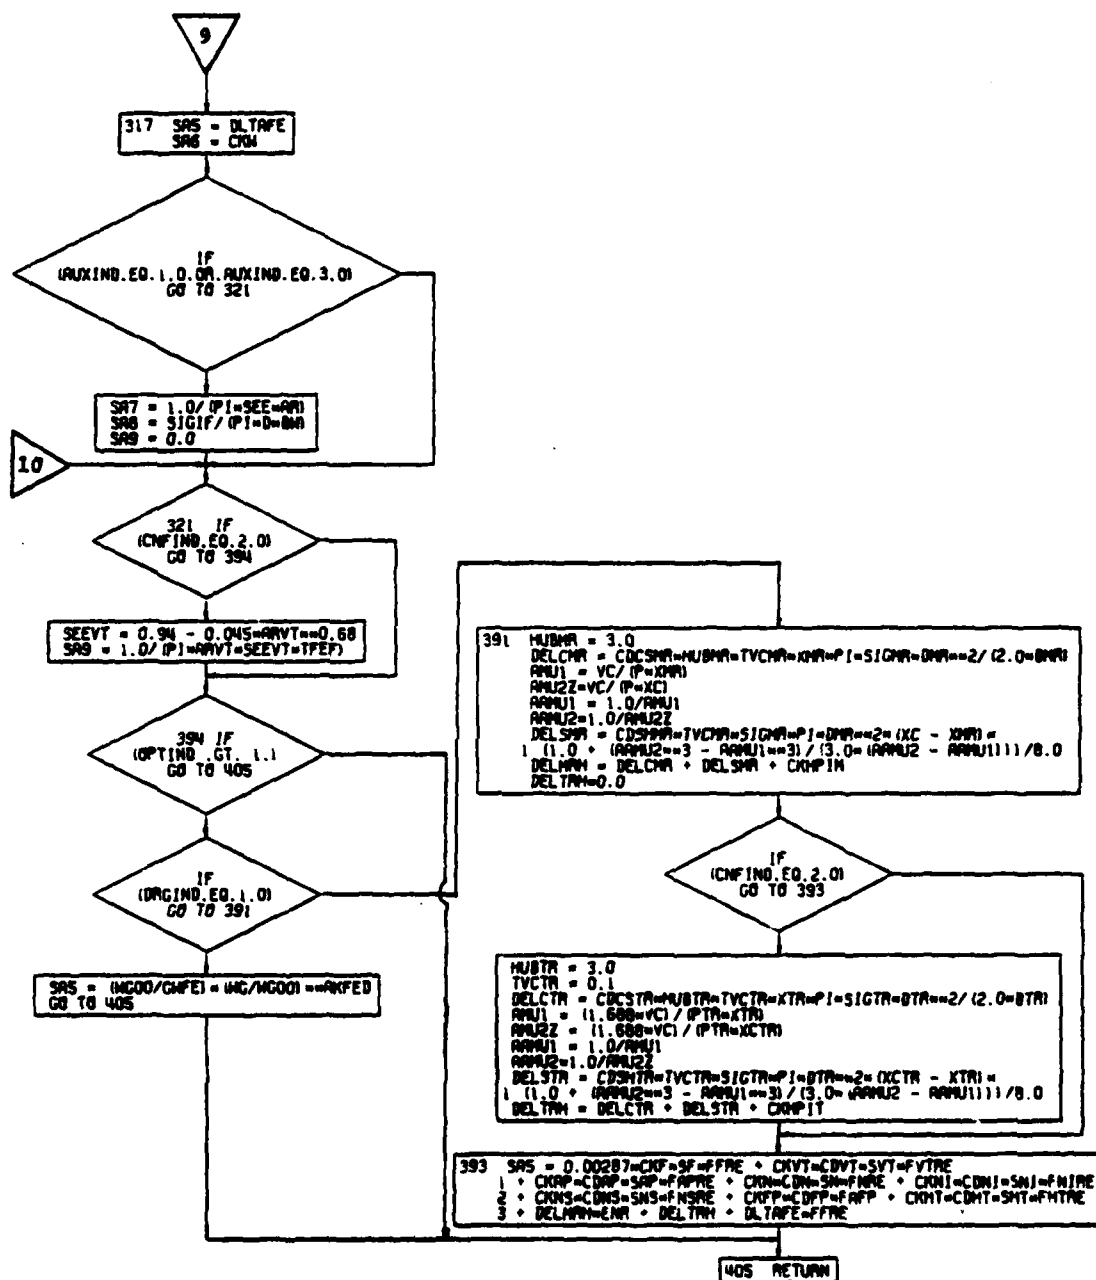 9
317 SA5 = DLTAFE
SA6 = CKW
IF
(AUXIND.EQ.1.0.OR.AUXIND.EQ.3.0)
GO TO 321
SA7 = 1.0/(PI*SEE*AR)
SA8 = SIGIF/(PI*D*BW)
SA9 = 0.0
10
321 IF
(CNFIND.EQ.2.0)
GO TO 394
SEEVT = 0.94 - 0.045*ARVT**0.68
SA9 = 1.0/(PI*ARVT*SEEVT*TFEF)
394 IF
(OPTIND .GT. 1.)
GO TO 405
IF
(DRGIND.EQ.1.0)
GO TO 391
SA5 = (WGOO/GWFE)*(WG/WGOO)**AKFED
GO TO 405
391 HUBMR = 3.0
DELCMR = CDCSMR*HUBMR*TVCMR*XMR*PI*SIGMR*DMR**2/(2.0*BMR)
AMU1 = VC/(P*XMR)
AMU2Z=VC/(P*XC)
AAMU1 = 1.0/AMU1
AAMU2=1.0/AMU2Z
DELSMR = CDSHMR*TVCMR*SIGMR*PI*DMR**2*(XC - XMR)*
1 (1.0 + (AAMU2**3 - AAMU1**3)/(3.0*(AAMU2 - AAMU1)))/8.0
DELMRH = DELCMR + DELSMR + CKHPIM
DELTRH=0.0
IF
(CNFIND.EQ.2.0)
GO TO 393
HUBTR = 3.0
TVCTR = 0.1
DELCTR = CDCSTR*HUBTR*TVCTR*XTR*PI*SIGTR*DTR**2/(2.0*BTR)
AMU1 = (1.688*VC)/(PTR*XTR)
AMU2Z = (1.688*VC)/(PTR*XCTR)
AAMU1 = 1.0/AMU1
AAMU2=1.0/AMU2Z
DELSTR = CDSHTR*TVCTR*SIGTR*PI*DTR**2*(XCTR - XTR)*
1 (1.0 + (AAMU2**3 - AAMU1**3)/(3.0*(AAMU2 - AAMU1)))/8.0
DELTRH = DELCTR + DELSTR + CKHPIT
393 SA5 = 0.00287*CKF*SF*FFRE + CKVT*CDVT*SVT*FVTRE
1 + CKAP*CDAP*SAP*FAPRE + CKN*CDN*SN*FNRE + CKNI*CDNI*SNI*FNIRE
2 + CKNS*CDNS*SNS*FNSRE + CKFP*CDFP*FAFP + CKHT*CDHT*SHT*FHTRE
3 + DELMRH*ENR + DELTRH + DLTAFE*FFRE
405 RETURN